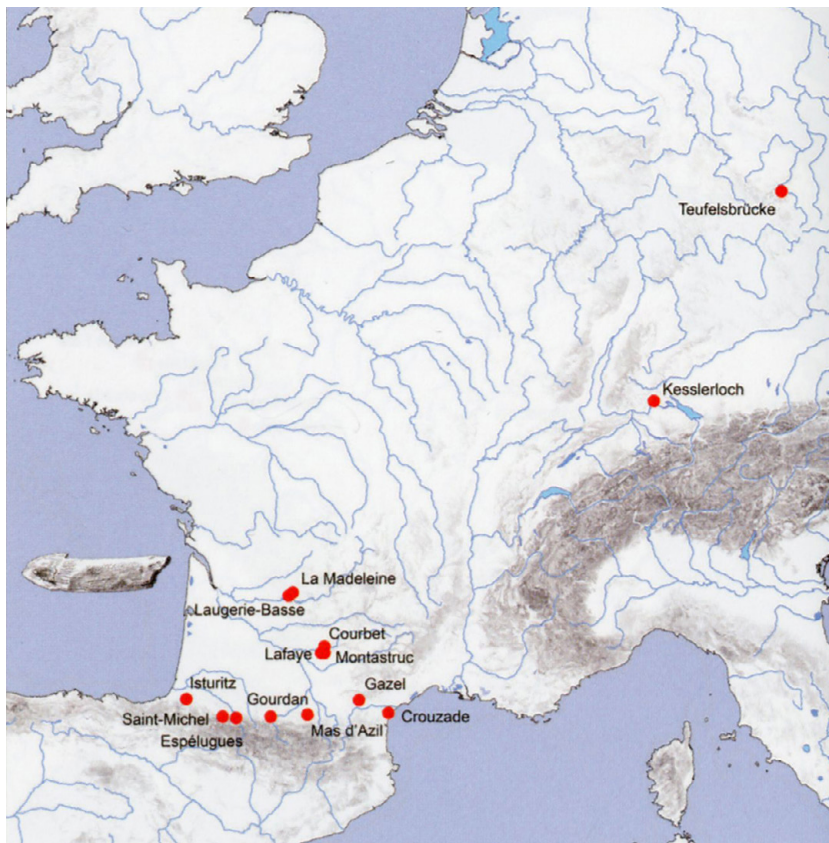 Teufelsbrücke
Kesslerloch
La Madeleine
Laugerie-Basse
Courbet
Lafaye
Montastruc
Isturitz
Gourdan
Gazel
Saint-Michel
Mas d'Azil
Crouzade
Espélugues